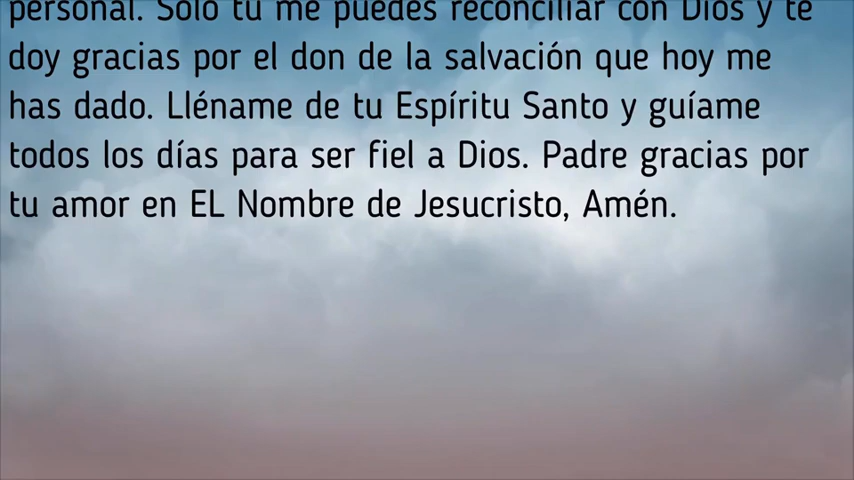 personal. Solo tú me puedes reconciliar con Dios y te
doy gracias por el don de la salvación que hoy me
has dado. Lléname de tu Espíritu Santo y guíame
todos los días para ser fiel a Dios. Padre gracias por
tu amor en EL Nombre de Jesucristo, Amén.